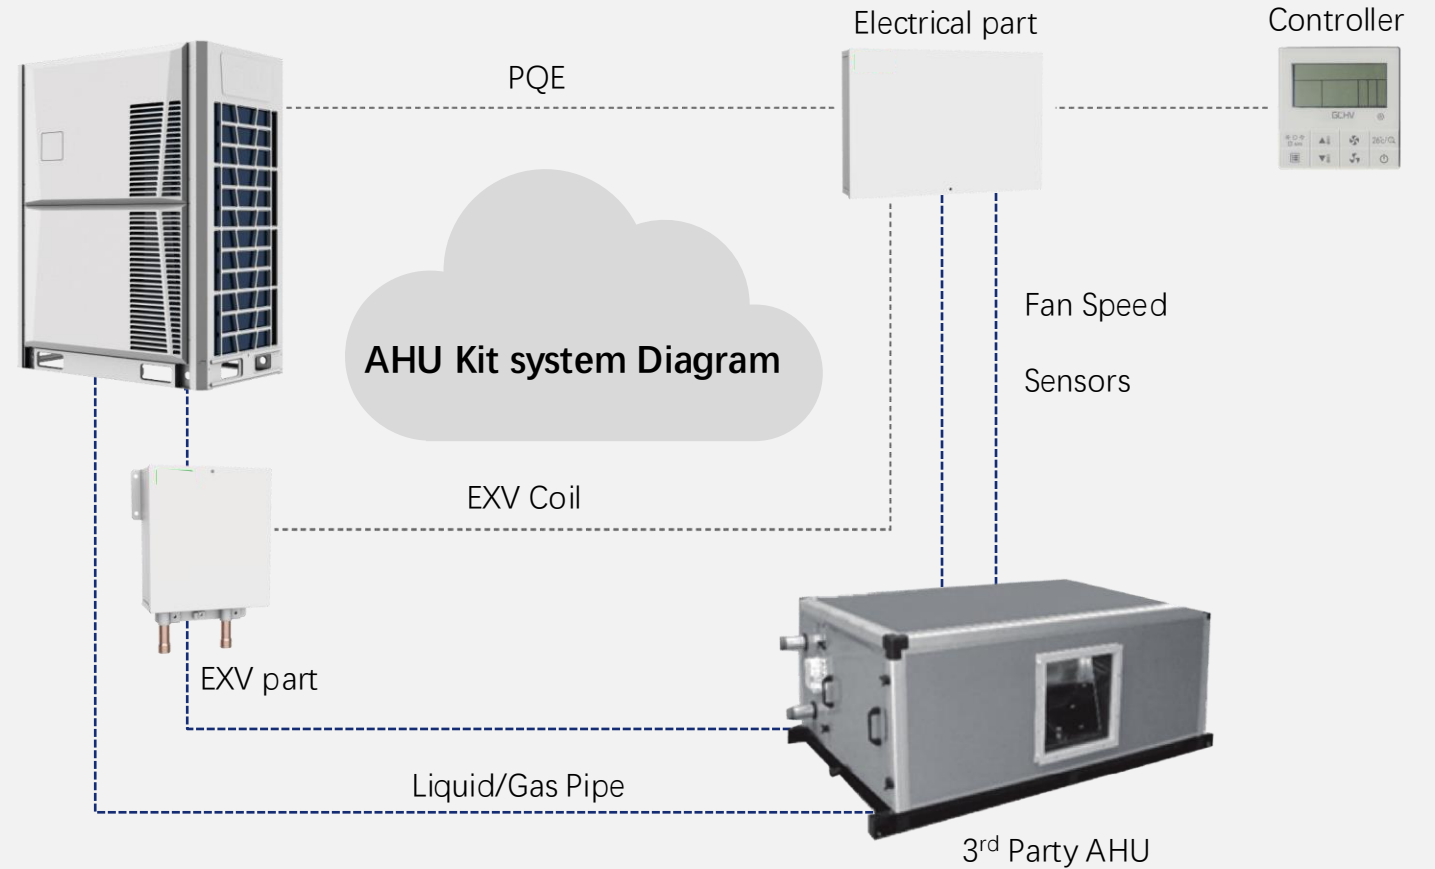 Electrical part
Controller
PQE
AHU Kit system Diagram
Fan Speed
Sensors
EXV Coil
EXV part
Liquid/Gas Pipe
3rd Party AHU